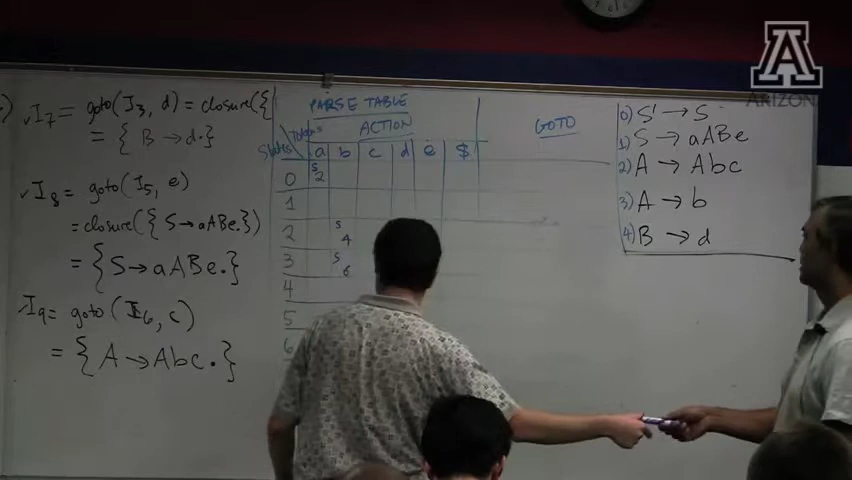 I7 = goto(I3, d) = closure({
= { B → d.}
I8 = goto(I5, e)
= closure({ S → aABe.})
= { S → aABe. }
I9 = goto(I6, c)
= { A → Abc. }
PARSE TABLE
ACTION
GOTO
States
a b c d e $
0 s2
1
2 s4
3 s6
4
5
6
0) S' → S
1) S → aABe
2) A → Abc
3) A → b
4) B → d
A
ARIZONA